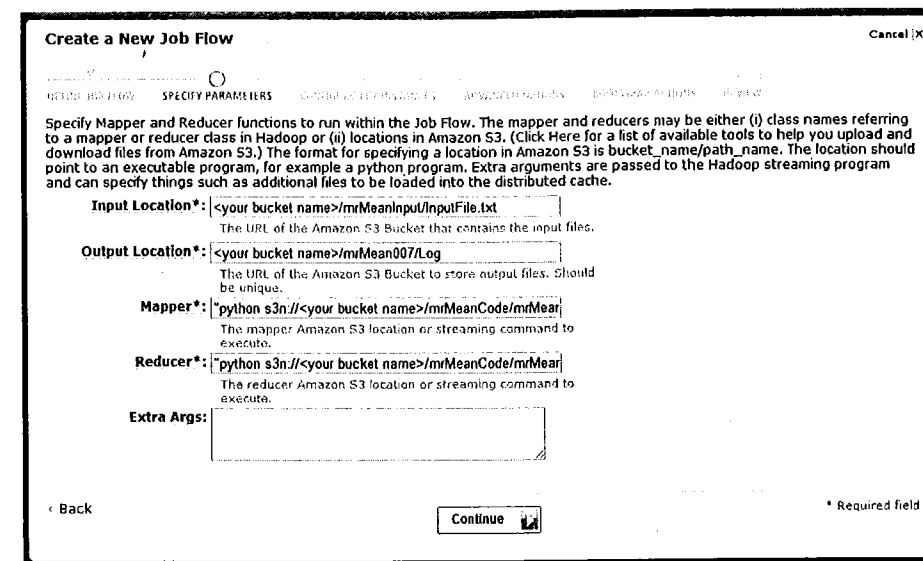 Create a New Job Flow
Cancel X
DEFINE JOB FLOW SPECIFY PARAMETERS ADVANCED OPTIONS BOOTSTRAP ACTIONS REVIEW
Specify Mapper and Reducer functions to run within the Job Flow. The mapper and reducers may be either (i) class names referring
to a mapper or reducer class in Hadoop or (ii) locations in Amazon S3. (Click Here for a list of available tools to help you upload and
download files from Amazon S3.) The format for specifying a location in Amazon S3 is bucket_name/path_name. The location should
point to an executable program, for example a python program. Extra arguments are passed to the Hadoop streaming program
and can specify things such as additional files to be loaded into the distributed cache.
Input Location*: <your bucket name>/mrMeanInput/InputFile.txt
The URL of the Amazon S3 Bucket that contains the input files.
Output Location*: <your bucket name>/mrMean007/Log
The URL of the Amazon S3 Bucket to store output files. Should
be unique.
Mapper*: "python s3n://<your bucket name>/mrMeanCode/mrMear
The mapper Amazon S3 location or streaming command to
execute.
Reducer*: "python s3n://<your bucket name>/mrMeanCode/mrMear
The reducer Amazon S3 location or streaming command to
execute.
Extra Args:
‹ Back
Continue
* Required field